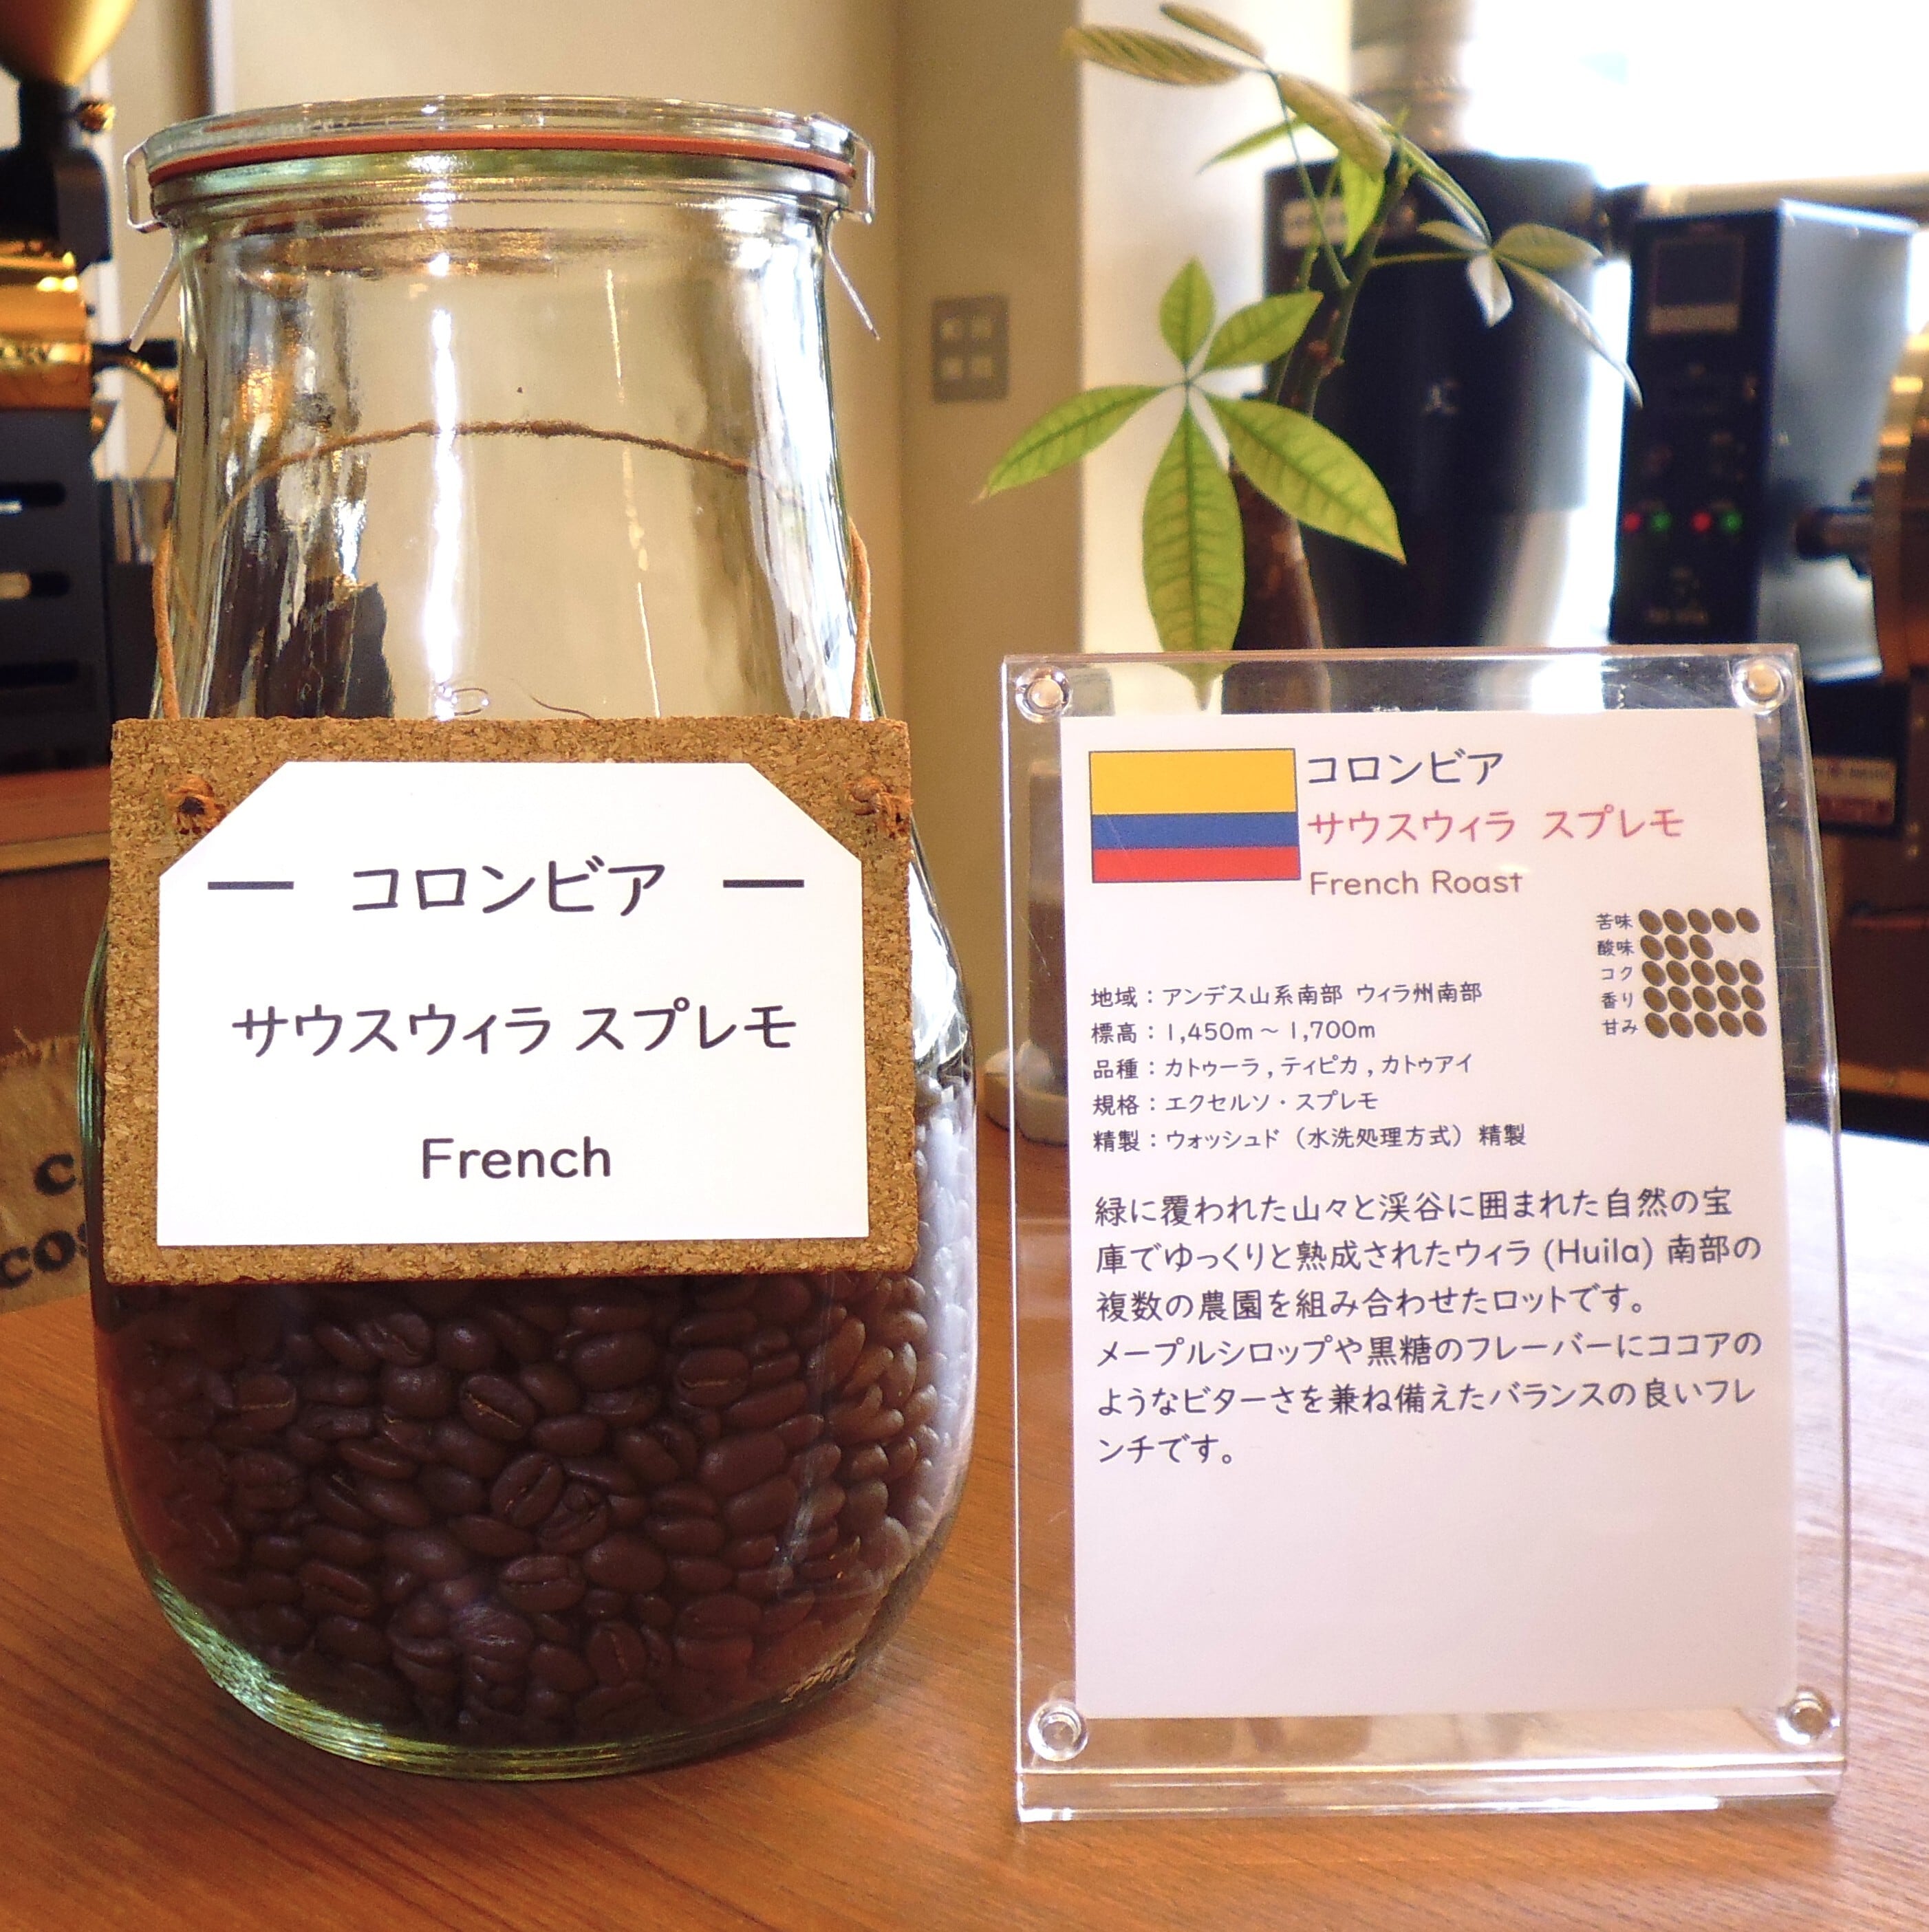 コロンビア
サウスウィラ スプレモ
French
コロンビア
サウスウィラ スプレモ
French Roast
苦味
酸味
コク
香り
甘み
地域：アンデス山系南部 ウィラ州南部
標高：1,450m～1,700m
品種：カトゥーラ , ティピカ , カトゥアイ
規格：エクセルソ・スプレモ
精製：ウォッシュド（水洗処理方式）精製
緑に覆われた山々と渓谷に囲まれた自然の宝
庫でゆっくりと熟成されたウィラ (Huila) 南部の
複数の農園を組み合わせたロットです。
メープルシロップや黒糖のフレーバーにココアの
ようなビターさを兼ね備えたバランスの良いフレ
ンチです。